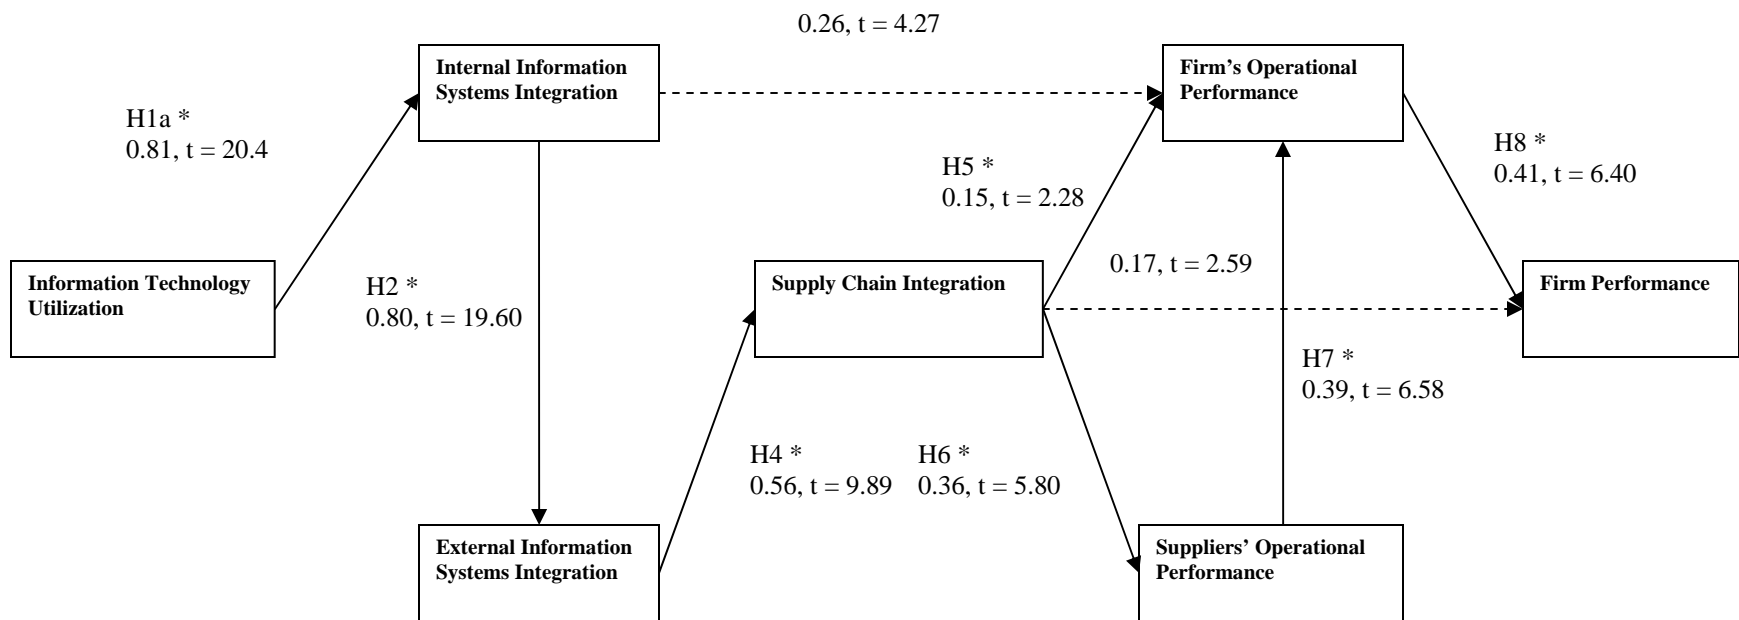 0.26, t = 4.27
Internal Information
Systems Integration
Firm's Operational
Performance
H1a *
0.81, t = 20.4
H8 *
0.41, t = 6.40
H5 *
0.15, t = 2.28
Information Technology
Utilization
H2 *
0.80, t = 19.60
Supply Chain Integration
0.17, t = 2.59
Firm Performance
H7 *
0.39, t = 6.58
H4 *
0.56, t = 9.89
H6 *
0.36, t = 5.80
External Information
Systems Integration
Suppliers' Operational
Performance